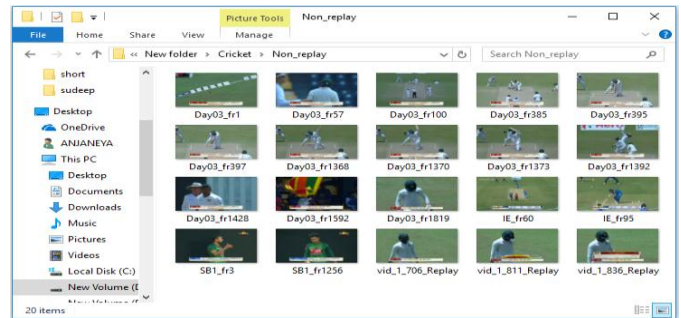 Picture Tools Non_replay
File Home Share View Manage
« New folder › Cricket › Non_replay
Search Non_replay
short
sudeep
Desktop
OneDrive
ANJANEYA
This PC
Desktop
Documents
Downloads
Music
Pictures
Videos
Local Disk (C:)
New Volume (D
Day03_fr1 Day03_fr57 Day03_fr100 Day03_fr385 Day03_fr395
Day03_fr397 Day03_fr1368 Day03_fr1370 Day03_fr1373 Day03_fr1392
Day03_fr1428 Day03_fr1592 Day03_fr1819 IE_fr60 IE_fr95
SB1_fr3 SB1_fr1256 vid_1_706_Replay vid_1_811_Replay vid_1_836_Replay
20 items